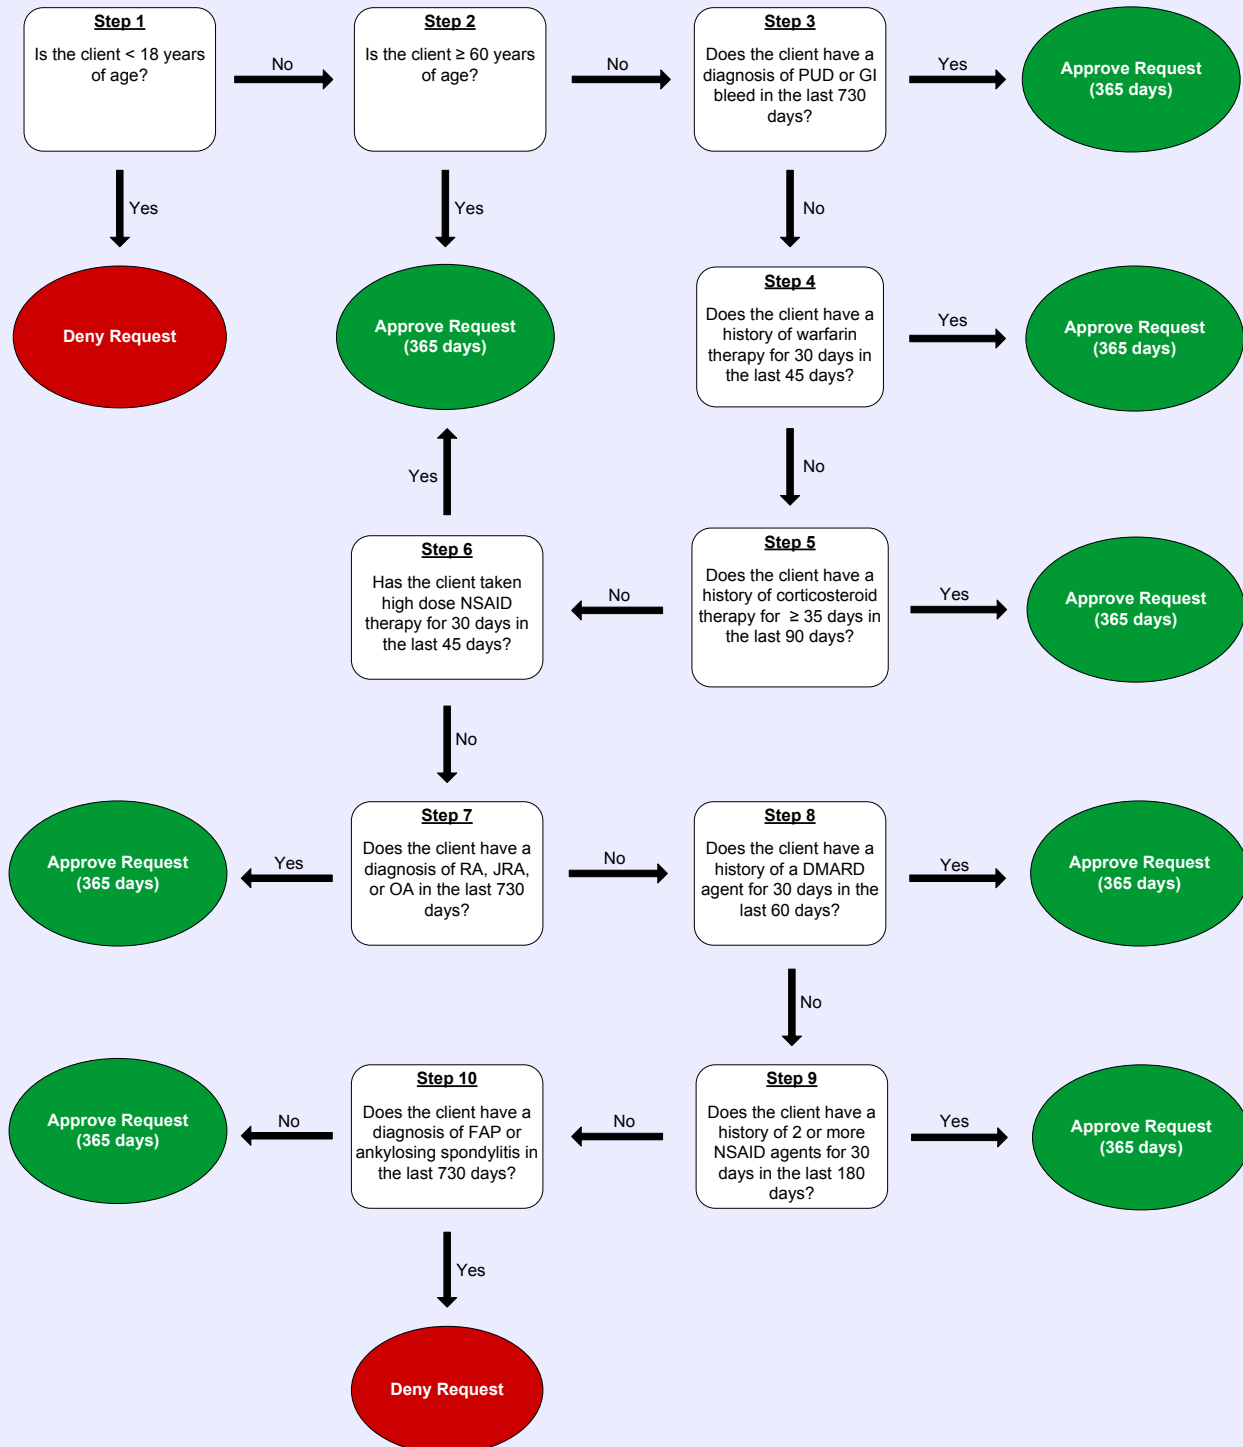 Step 1
Is the client < 18 years
of age?
No
Step 2
Is the client ≥ 60 years
of age?
No
Step 3
Does the client have a
diagnosis of PUD or GI
bleed in the last 730
days?
Yes
Approve Request
(365 days)
Yes
Yes
No
Deny Request
Approve Request
(365 days)
Step 4
Does the client have a
history of warfarin
therapy for 30 days in
the last 45 days?
Yes
Approve Request
(365 days)
Yes
No
Step 6
Has the client taken
high dose NSAID
therapy for 30 days in
the last 45 days?
No
Step 5
Does the client have a
history of corticosteroid
therapy for ≥ 35 days in
the last 90 days?
Yes
Approve Request
(365 days)
No
Approve Request
(365 days)
Yes
Step 7
Does the client have a
diagnosis of RA, JRA,
or OA in the last 730
days?
No
Step 8
Does the client have a
history of a DMARD
agent for 30 days in the
last 60 days?
Yes
Approve Request
(365 days)
No
Approve Request
(365 days)
No
Step 10
Does the client have a
diagnosis of FAP or
ankylosing spondylitis in
the last 730 days?
No
Step 9
Does the client have a
history of 2 or more
NSAID agents for 30
days in the last 180
days?
Yes
Approve Request
(365 days)
Yes
Deny Request